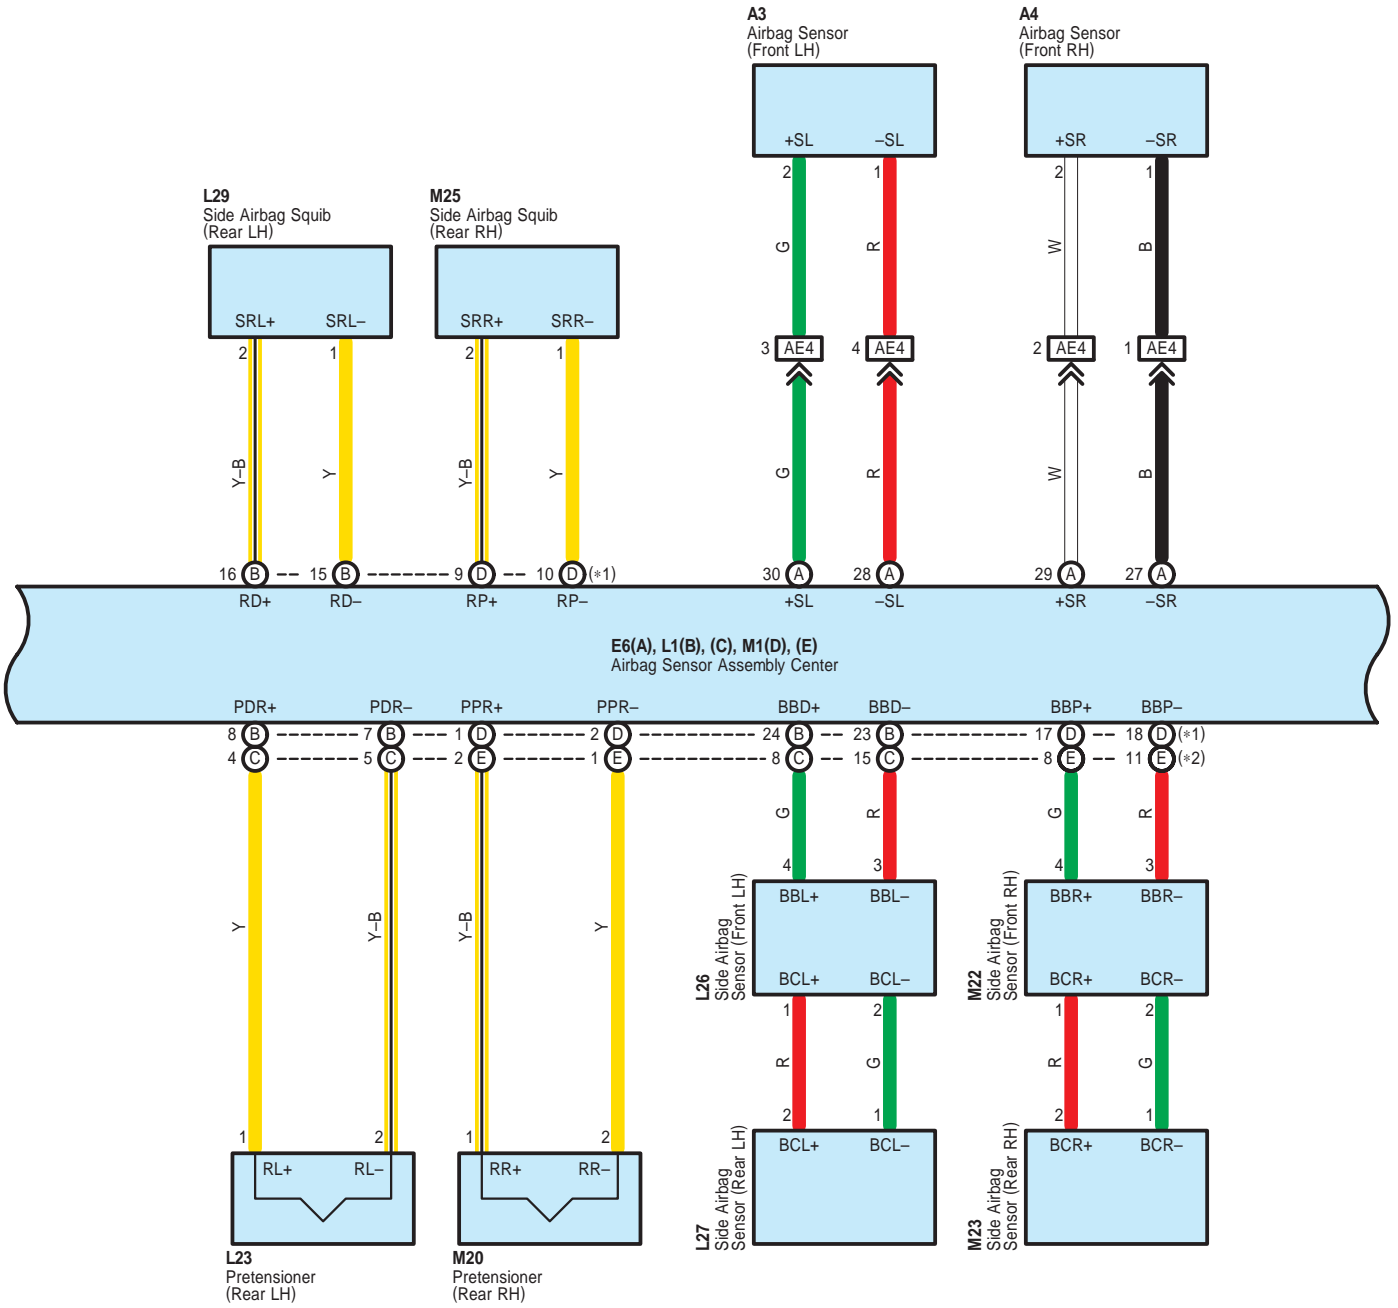 A3
Airbag Sensor
(Front LH)
A4
Airbag Sensor
(Front RH)
+SL –SL
+SR –SR
2 1
2 1
L29
Side Airbag Squib
(Rear LH)
M25
Side Airbag Squib
(Rear RH)
G R W B
SRL+ SRL–
SRR+ SRR–
2 1 2 1
3 AE4 4 AE4 2 AE4 1 AE4
Y–B Y Y–B Y G R W B
16 B 15 B 9 D 10 D (*1) 30 A 28 A 29 A 27 A
RD+ RD– RP+ RP– +SL –SL +SR –SR
E6(A), L1(B), (C), M1(D), (E)
Airbag Sensor Assembly Center
PDR+ PDR– PPR+ PPR– BBD+ BBD– BBP+ BBP–
8 B 7 B 1 D 2 D 24 B 23 B 17 D 18 D (*1)
4 C 5 C 2 E 1 E 8 C 15 C 8 E 11 E (*2)
G R G R
4 3 4 3
Y Y–B Y–B Y
BBL+ BBL–
BBR+ BBR–
L26
Side Airbag
Sensor (Front LH)
M22
Side Airbag
Sensor (Front RH)
BCL+ BCL–
BCR+ BCR–
1 2 1 2
R G R G
2 1 2 1
1 2 1 2
BCL+ BCL–
BCR+ BCR–
RL+ RL–
RR+ RR–
L27
Side Airbag
Sensor (Rear LH)
M23
Side Airbag
Sensor (Rear RH)
L23
Pretensioner
(Rear LH)
M20
Pretensioner
(Rear RH)